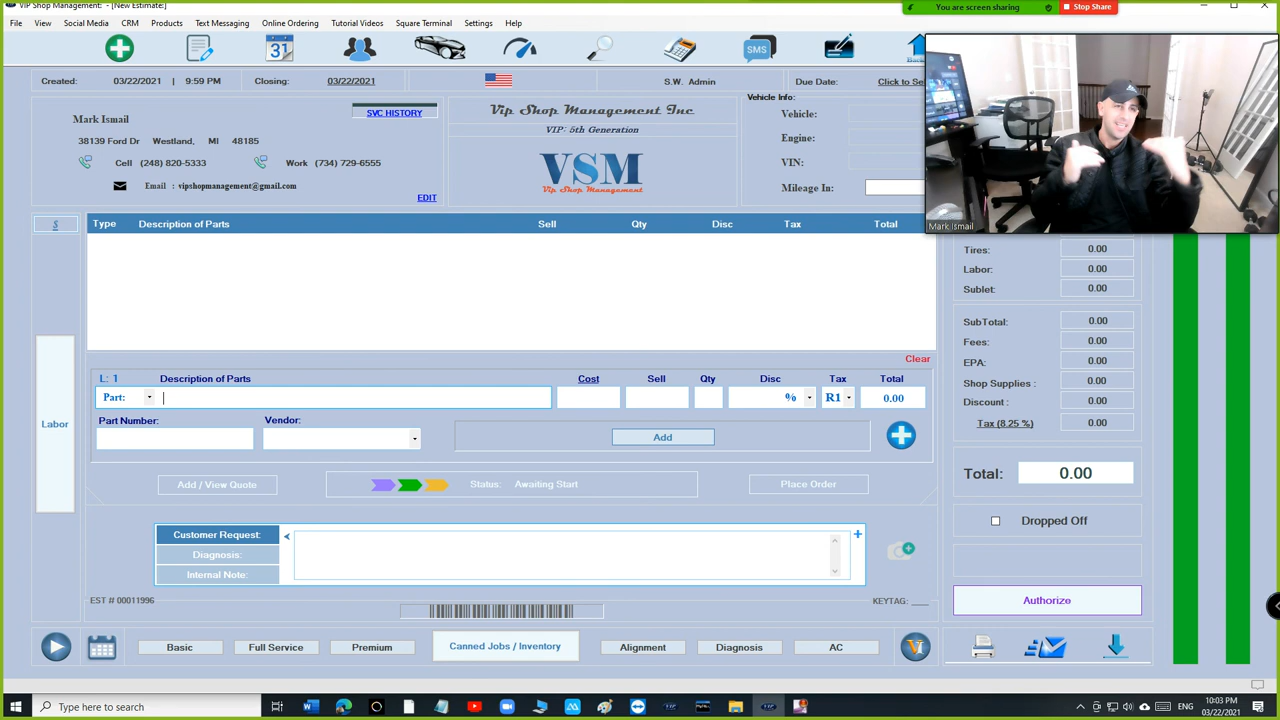 VIP Shop Management: - [New Estimate:]
You are screen sharing
Stop Share
File View Social Media CRM Products Text Messaging Online Ordering Tutorial Videos Square Terminal Settings Help
31
SMS
Back
Created: 03/22/2021 | 9:59 PM Closing: 03/22/2021
S.W. Admin
Due Date: Click to Se
Mark Ismail
SVC HISTORY
38139 Ford Dr Westland, MI 48185
Cell (248) 820-5333 Work (734) 729-6555
Email : vipshopmanagement@gmail.com
EDIT
Vip Shop Management Inc
VIP: 5th Generation
VSM
Vip Shop Management
Vehicle Info:
Vehicle:
Engine:
VIN:
Mileage In:
Mark Ismail
S
Type Description of Parts Sell Qty Disc Tax Total
Labor
Clear
L: 1 Description of Parts Cost Sell Qty Disc Tax Total
Part: % R1 0.00
Part Number: Vendor:
Add
Add / View Quote
Status: Awaiting Start
Place Order
Customer Request:
Diagnosis:
Internal Note:
EST # 00011996
KEYTAG: ___
Tires: 0.00
Labor: 0.00
Sublet: 0.00
SubTotal: 0.00
Fees: 0.00
EPA: 0.00
Shop Supplies : 0.00
Discount : 0.00
Tax (8.25 %) 0.00
Total: 0.00
Dropped Off
Authorize
Basic Full Service Premium Canned Jobs / Inventory Alignment Diagnosis AC
Type here to search
ENG
10:03 PM
03/22/2021